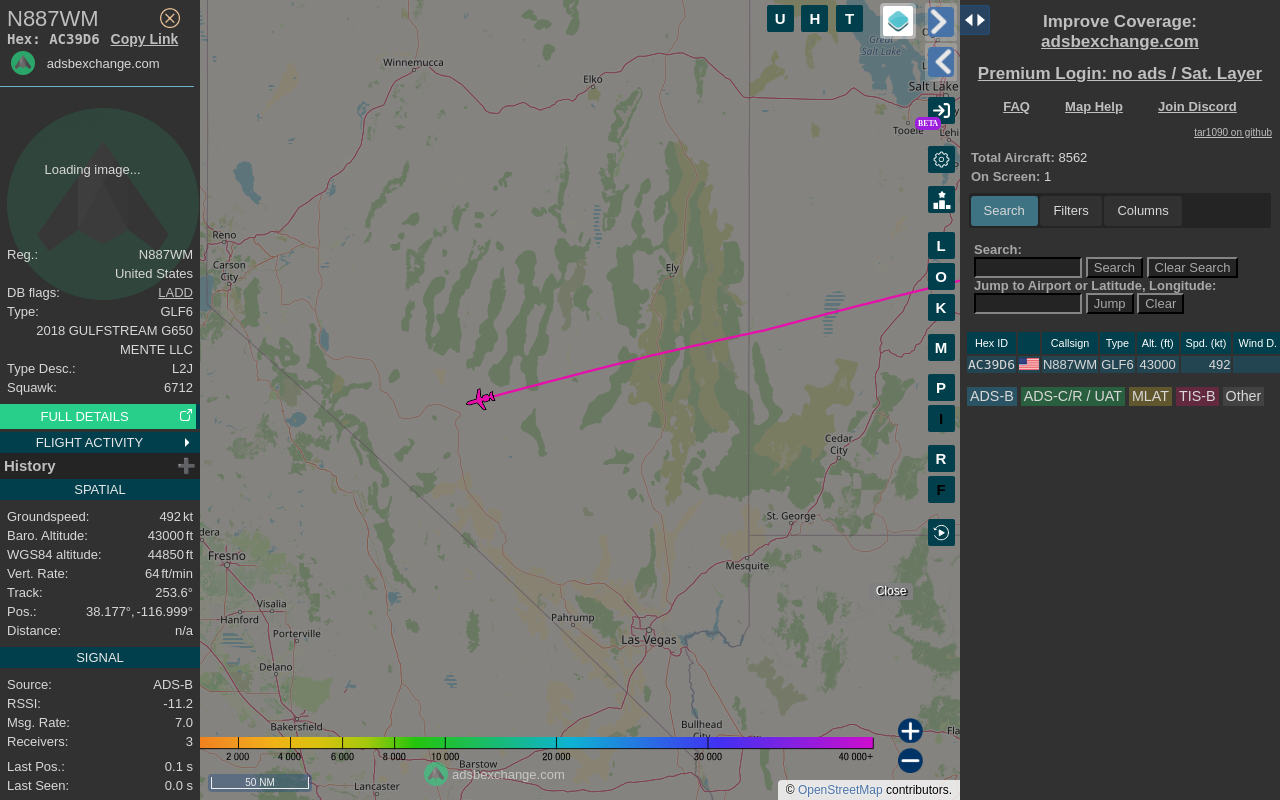 N887WM
Hex: AC39D6 Copy Link
adsbexchange.com
Loading image...
Reg.: N887WM
United States
DB flags: LADD
Type: GLF6
2018 GULFSTREAM G650
MENTE LLC
Type Desc.: L2J
Squawk: 6712
FULL DETAILS
FLIGHT ACTIVITY
History
SPATIAL
Groundspeed: 492 kt
Baro. Altitude: 43000 ft
WGS84 altitude: 44850 ft
Vert. Rate: 64 ft/min
Track: 253.6°
Pos.: 38.177°, -116.999°
Distance: n/a
SIGNAL
Source: ADS-B
RSSI: -11.2
Msg. Rate: 7.0
Receivers: 3
Last Pos.: 0.1 s
Last Seen: 0.0 s
U H T
Great
Salt Lake
Winnemucca
Elko
Salt Lake
Tooele
Lehi
BETA
Reno
Carson
City
Ely
L
O
K
M
P
I
R
F
Cedar
City
St. George
Mesquite
dera
Fresno
Visalia
Hanford
Porterville
Delano
Bakersfield
Pahrump
Las Vegas
Close
Bullhead
City
Fla
2 000 4 000 6 000 8 000 10 000 20 000 30 000 40 000+
Barstow
adsbexchange.com
Lancaster
50 NM
© OpenStreetMap contributors.
Improve Coverage:
adsbexchange.com
Premium Login: no ads / Sat. Layer
FAQ Map Help Join Discord
tar1090 on github
Total Aircraft: 8562
On Screen: 1
Search Filters Columns
Search:
Search Clear Search
Jump to Airport or Latitude, Longitude:
Jump Clear
Hex ID Callsign Type Alt. (ft) Spd. (kt) Wind D.
AC39D6 N887WM GLF6 43000 492
ADS-B ADS-C/R / UAT MLAT TIS-B Other